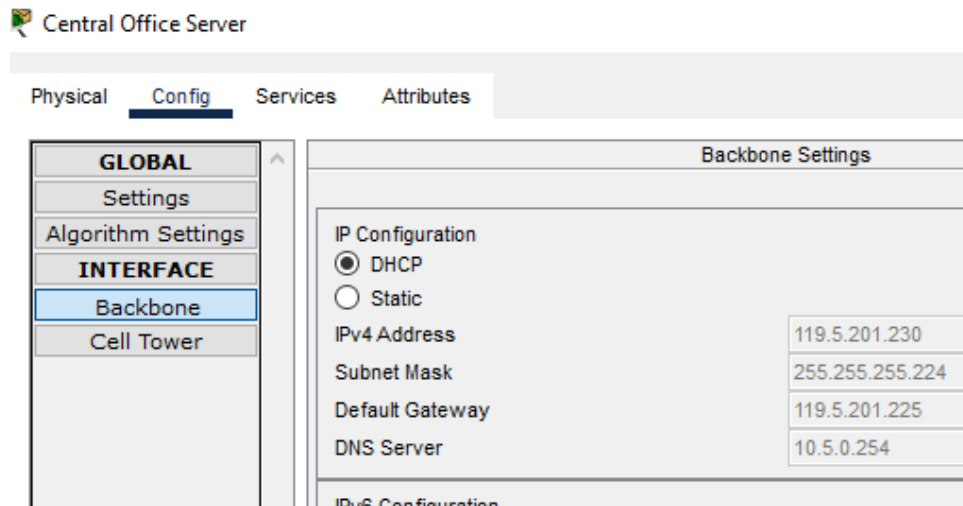 Central Office Server
Physical Config Services Attributes
GLOBAL
Settings
Algorithm Settings
INTERFACE
Backbone
Cell Tower
Backbone Settings
IP Configuration
DHCP
Static
IPv4 Address 119.5.201.230
Subnet Mask 255.255.255.224
Default Gateway 119.5.201.225
DNS Server 10.5.0.254
IPv6 Configuration